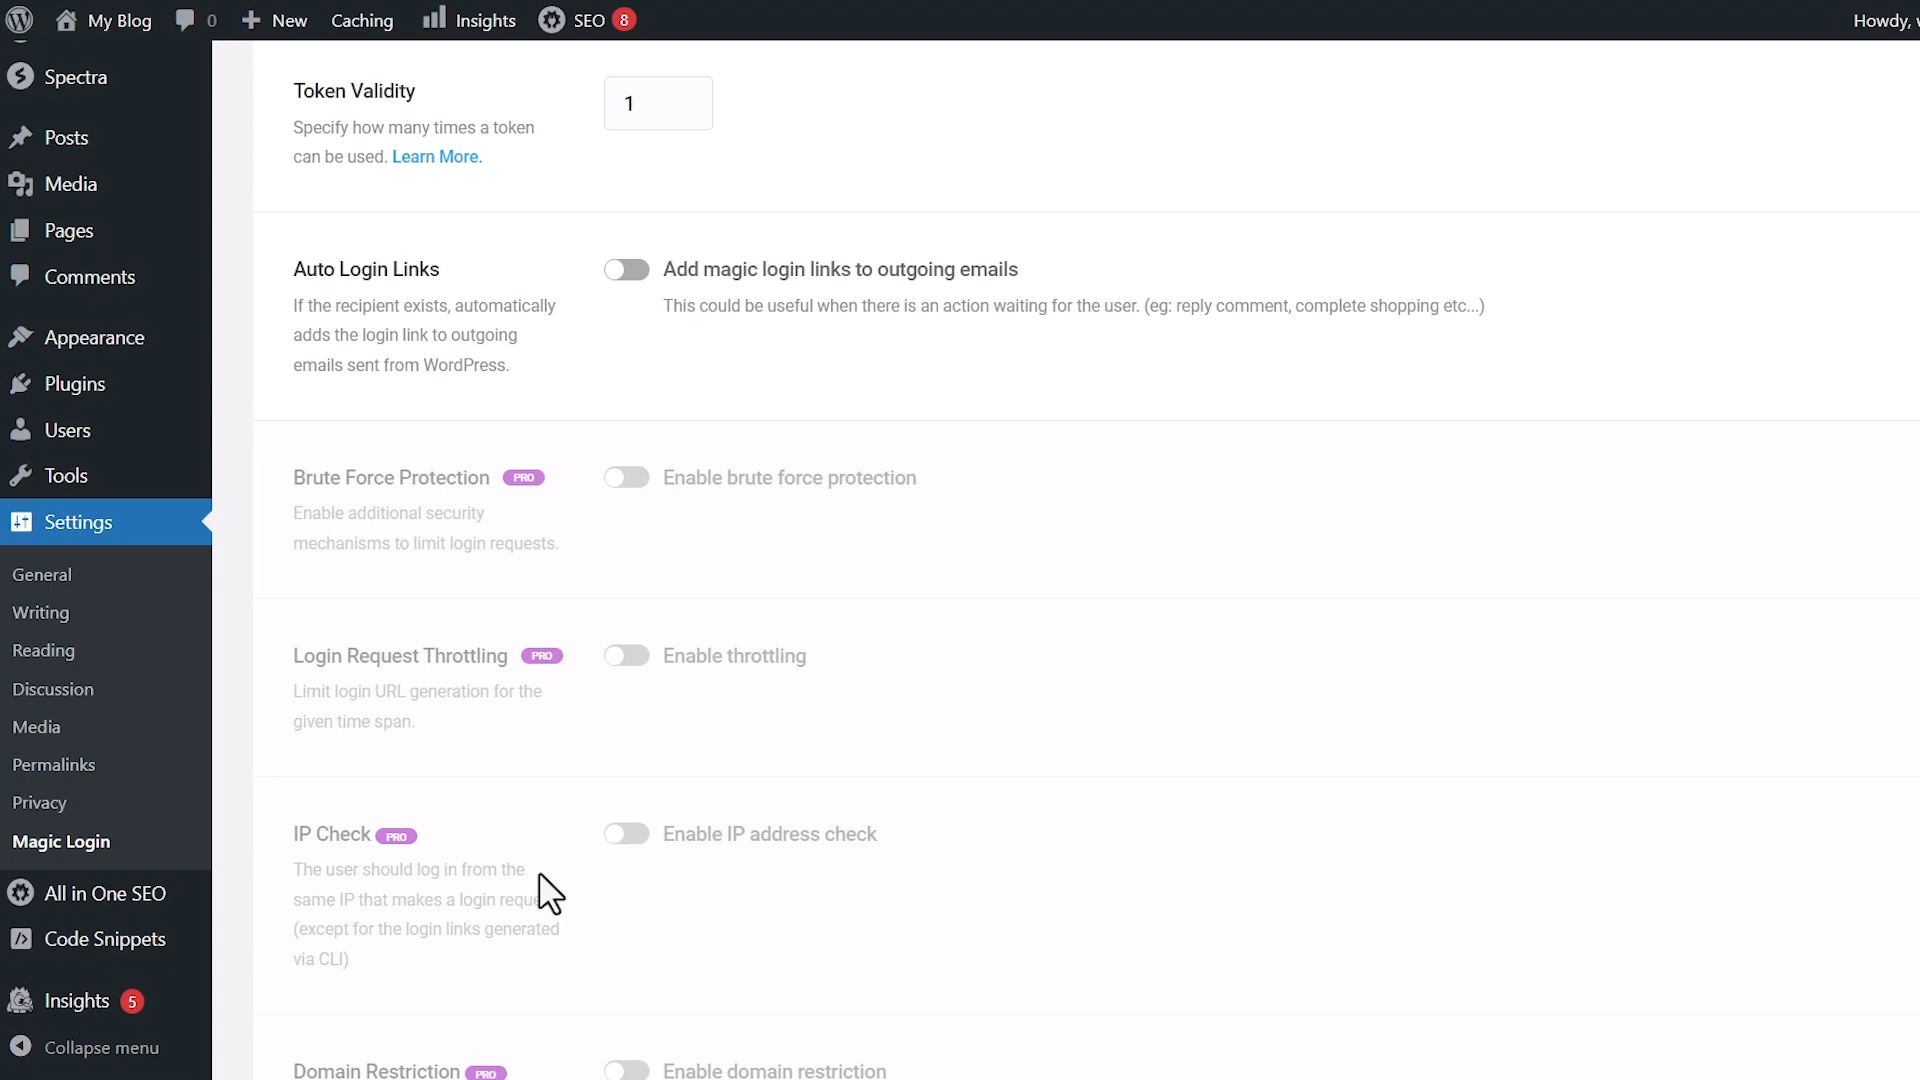 My Blog 0 New Caching Insights SEO 8 Howdy,
Spectra
Posts
Media
Pages
Comments
Appearance
Plugins
Users
Tools
Settings
General
Writing
Reading
Discussion
Media
Permalinks
Privacy
Magic Login
All in One SEO
Code Snippets
Insights 5
Collapse menu
Token Validity
Specify how many times a token
can be used. Learn More.
1
Auto Login Links
If the recipient exists, automatically
adds the login link to outgoing
emails sent from WordPress.
Add magic login links to outgoing emails
This could be useful when there is an action waiting for the user. (eg: reply comment, complete shopping etc...)
Brute Force Protection PRO
Enable additional security
mechanisms to limit login requests.
Enable brute force protection
Login Request Throttling PRO
Limit login URL generation for the
given time span.
Enable throttling
IP Check PRO
The user should log in from the
same IP that makes a login
(except for the login links generated
via CLI)
Enable IP address check
Domain Restriction PRO
Enable domain restriction